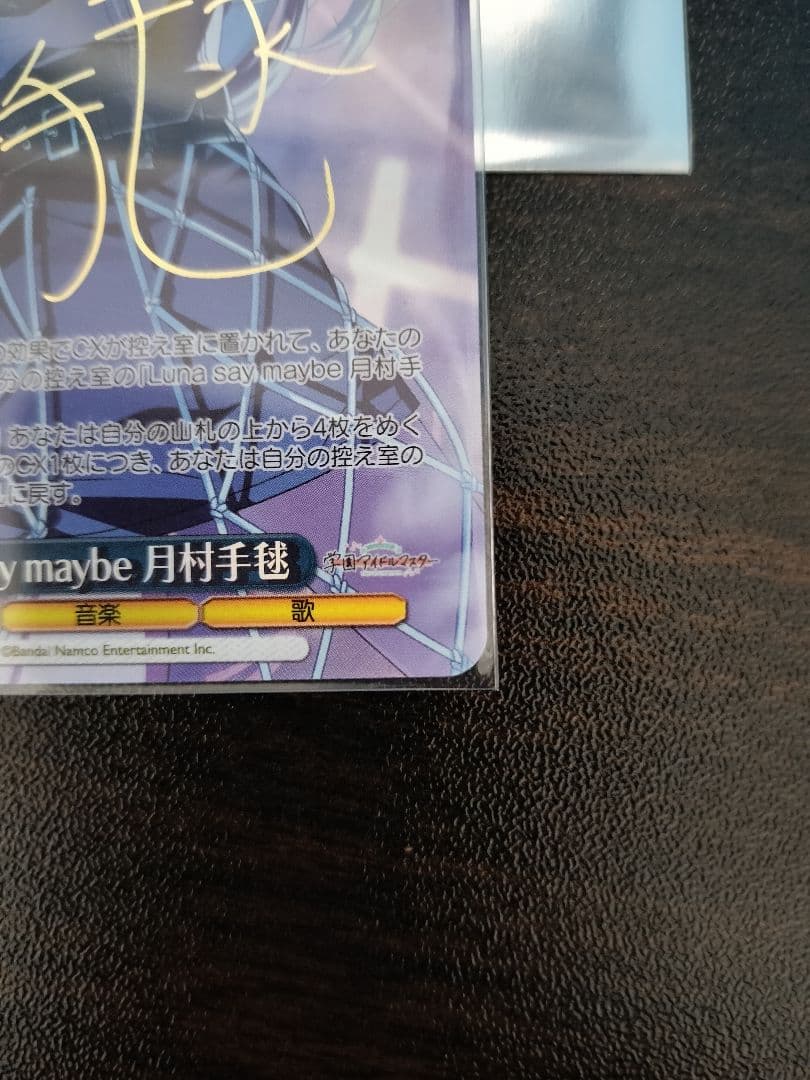 手毬
の効果でCXが控え室に置かれて、あなたの
分の控え室の「Luna say maybe 月村手
あなたは自分の山札の上から4枚をめく
のCX1枚につき、あなたは自分の控え室の
に戻す。
y maybe 月村手毬
学園アイドルマスター
音楽 歌
©Bandai Namco Entertainment Inc.